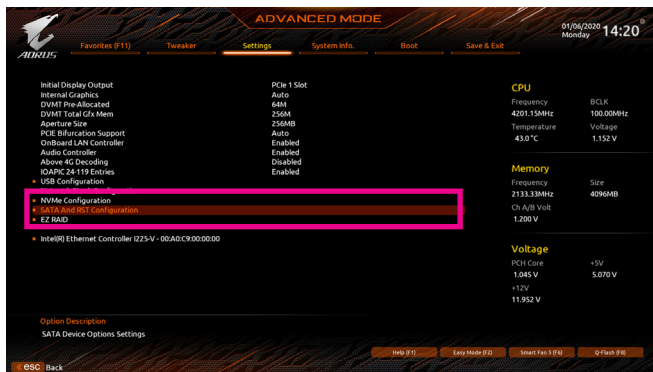 ADVANCED MODE
01/06/2020
Monday 14:20
AORUS
Favorites (F11) Tweaker Settings System Info. Boot Save & Exit
Initial Display Output PCIe 1 Slot
Internal Graphics Auto
DVMT Pre-Allocated 64M
DVMT Total Gfx Mem 256M
Aperture Size 256MB
PCIE Bifurcation Support Auto
OnBoard LAN Controller Enabled
Audio Controller Enabled
Above 4G Decoding Disabled
IOAPIC 24-119 Entries Enabled
USB Configuration
NVMe Configuration
SATA And RST Configuration
EZ RAID
Intel(R) Ethernet Controller I225-V - 00:A0:C9:00:00:00
CPU
Frequency BCLK
4201.15MHz 100.00MHz
Temperature Voltage
43.0 °C 1.152 V
Memory
Frequency Size
2133.33MHz 4096MB
Ch A/B Volt
1.200 V
Voltage
PCH Core +5V
1.045 V 5.070 V
+12V
11.952 V
Option Description
SATA Device Options Settings
Help (F1) Easy Mode (F2) Smart Fan 5 (F6) Q-Flash (F8)
esc Back